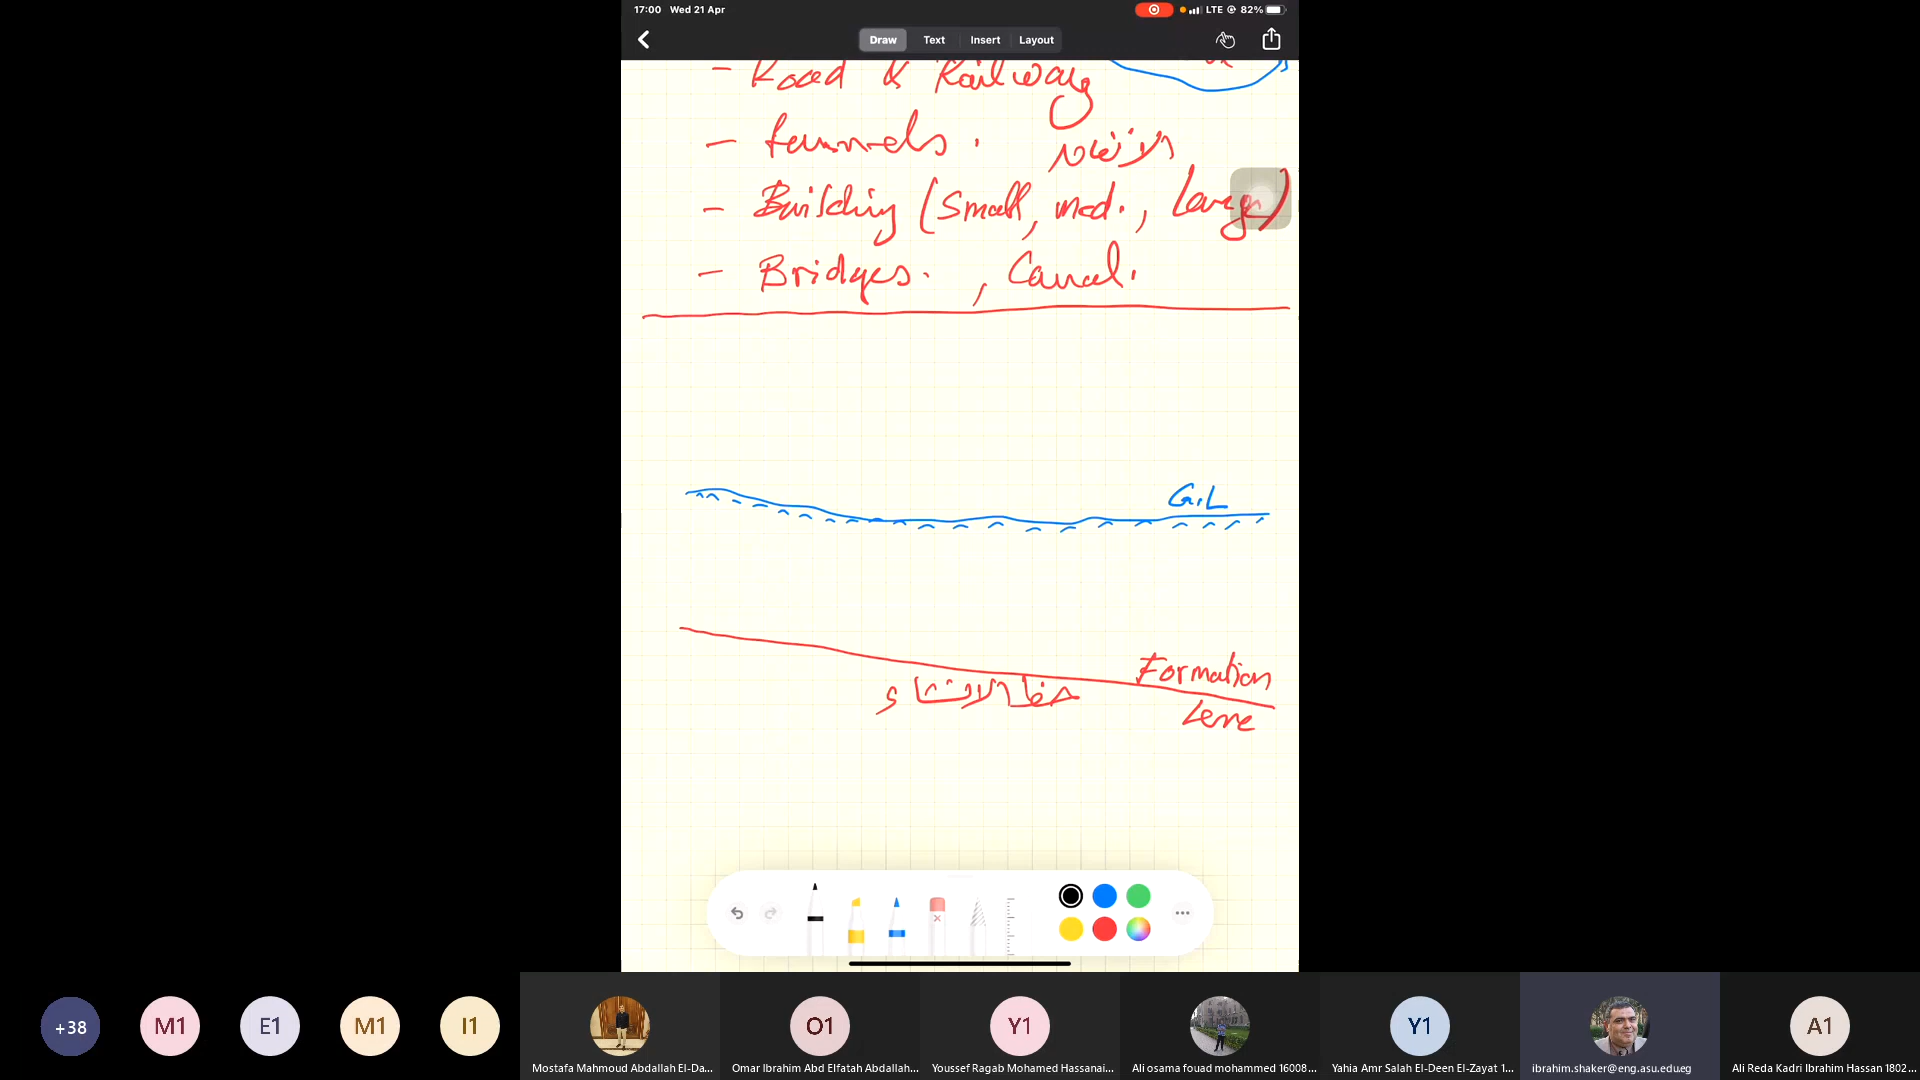 17:00 Wed 21 Apr LTE 82%
Draw Text Insert Layout
- Road & Railway
- tunnels. الانشاء
- Building (Small, med., Large)
- Bridges. , Canal.
G.L
Formation
خط الانشاء
+38 M1 E1 M1 I1 O1 Y1 Y1 A1
Mostafa Mahmoud Abdallah El-Da...
Omar Ibrahim Abd Elfatah Abdallah...
Youssef Ragab Mohamed Hassanai...
Ali osama fouad mohammed 16008...
Yahia Amr Salah El-Deen El-Zayat 1...
ibrahim.shaker@eng.asu.edu.eg
Ali Reda Kadri Ibrahim Hassan 1802...